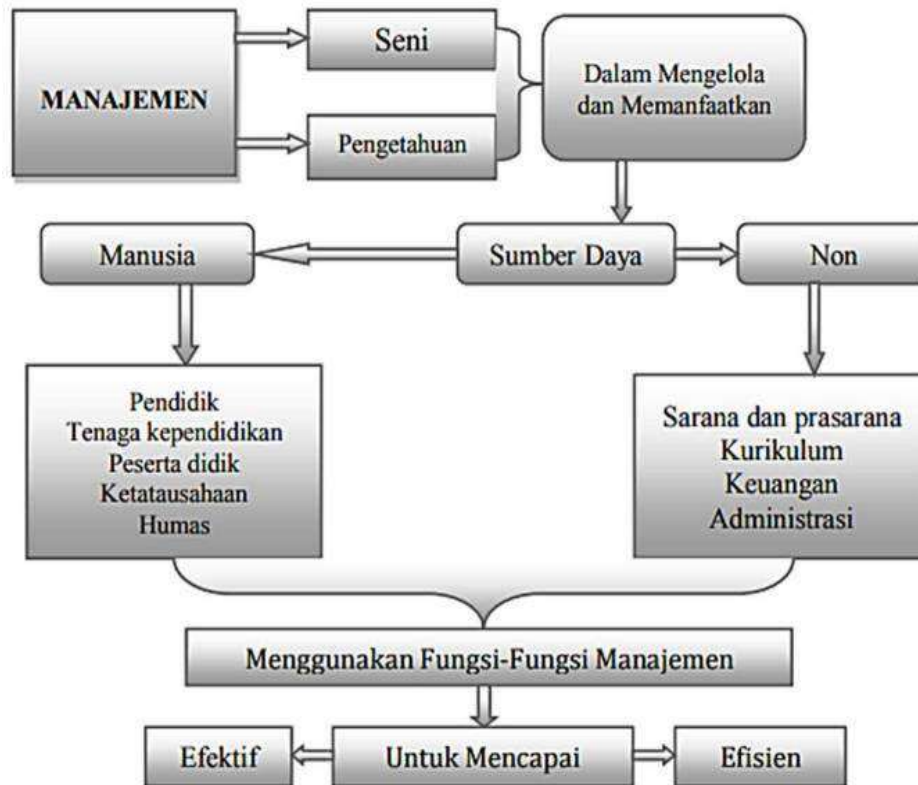 MANAJEMEN
Seni
Pengetahuan
Dalam Mengelola
dan Memanfaatkan
Manusia
Sumber Daya
Non
Pendidik
Tenaga kependidikan
Peserta didik
Ketatausahaan
Humas
Sarana dan prasarana
Kurikulum
Keuangan
Administrasi
Menggunakan Fungsi-Fungsi Manajemen
Efektif
Untuk Mencapai
Efisien